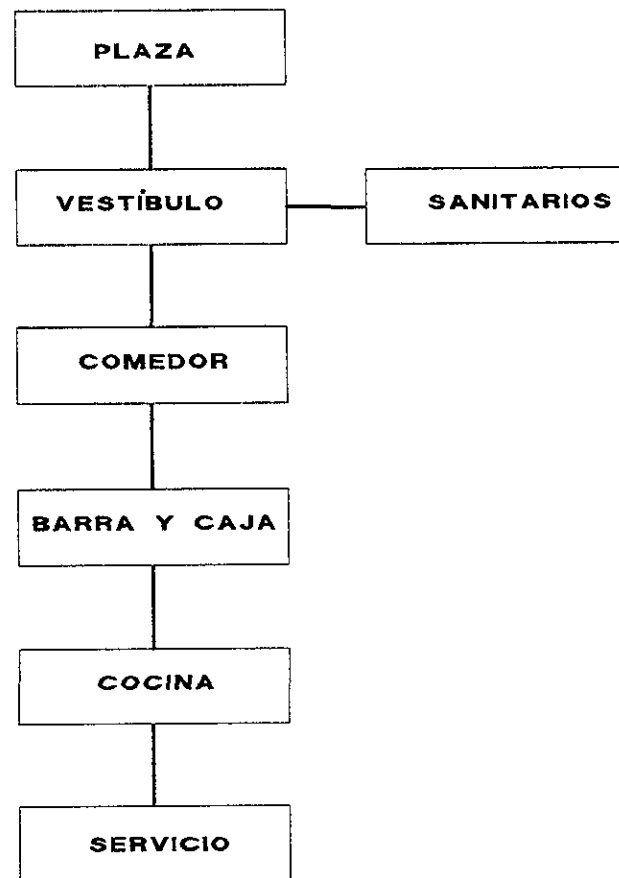 PLAZA
VESTÍBULO
SANITARIOS
COMEDOR
BARRA Y CAJA
COCINA
SERVICIO